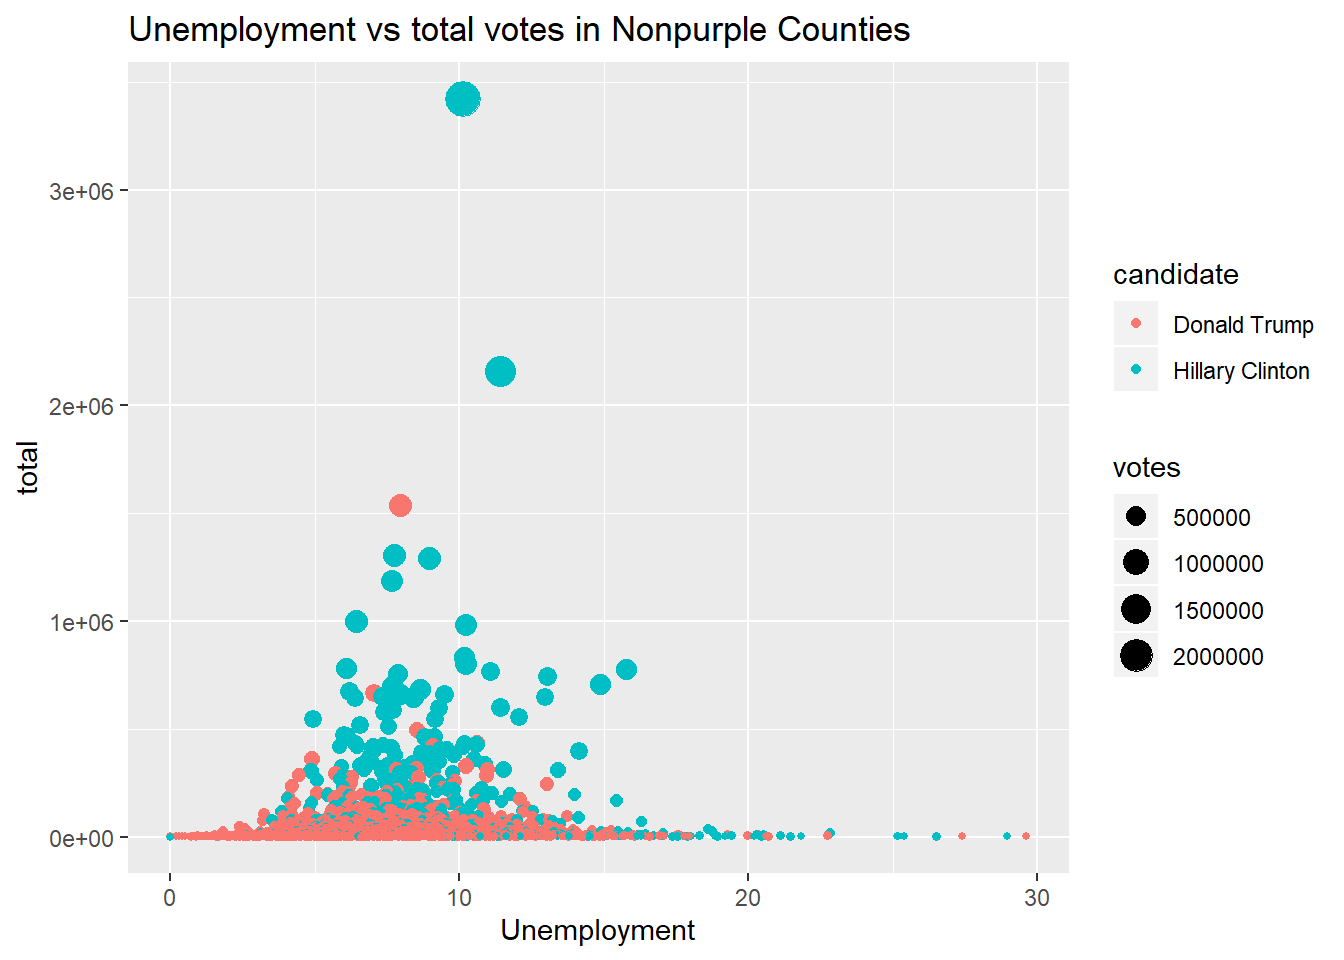 Unemployment vs total votes in Nonpurple Counties
total
3e+06
2e+06
1e+06
0e+00
0
10
20
30
Unemployment
candidate
Donald Trump
Hillary Clinton
votes
500000
1000000
1500000
2000000